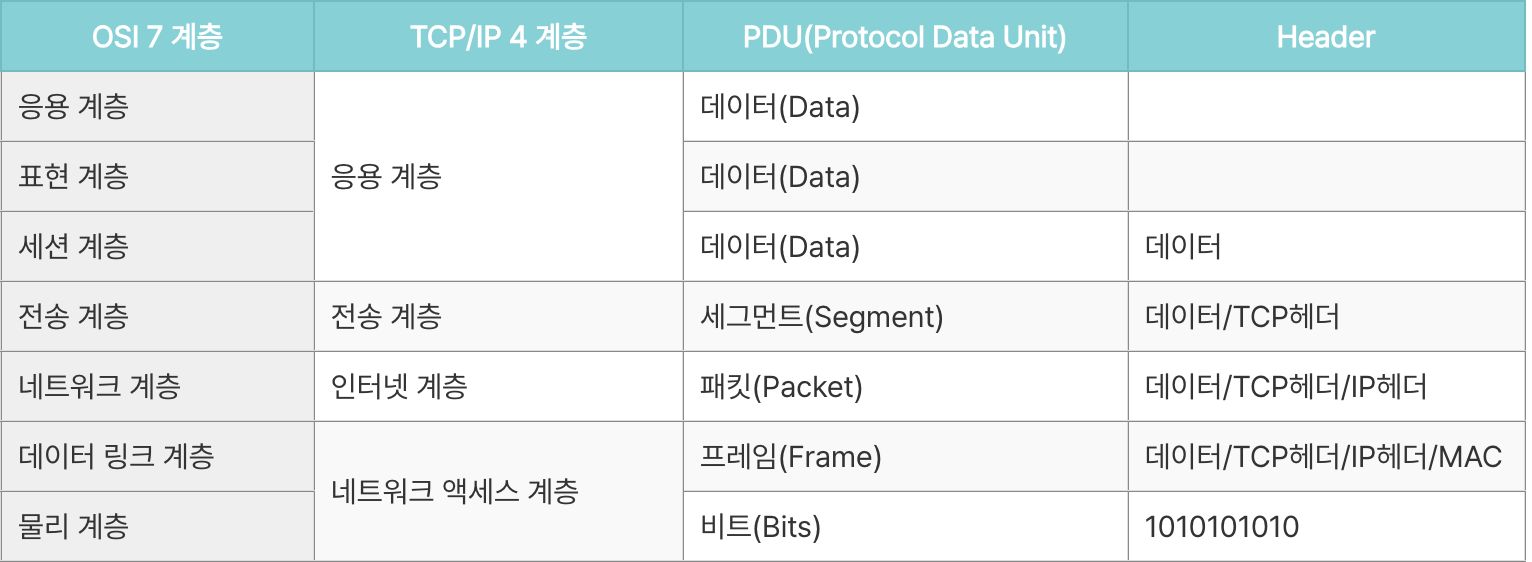 OSI 7 계층 TCP/IP 4 계층 PDU(Protocol Data Unit) Header
응용 계층 응용 계층 데이터(Data)
표현 계층 데이터(Data)
세션 계층 데이터(Data) 데이터
전송 계층 전송 계층 세그먼트(Segment) 데이터/TCP헤더
네트워크 계층 인터넷 계층 패킷(Packet) 데이터/TCP헤더/IP헤더
데이터 링크 계층 네트워크 액세스 계층 프레임(Frame) 데이터/TCP헤더/IP헤더/MAC
물리 계층 비트(Bits) 1010101010